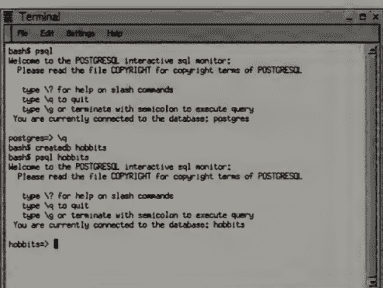 Terminal
File Edit Settings Help
bash$ psql
Welcome to the POSTGRESQL interactive sql monitor:
Please read the file COPYRIGHT for copyright terms of POSTGRESQL
type \? for help on slash commands
type \q to quit
type \g or terminate with semicolon to execute query
You are currently connected to the database: postgres
postgres=> \q
bash$ createdb hobbits
bash$ psql hobbits
Welcome to the POSTGRESQL interactive sql monitor:
Please read the file COPYRIGHT for copyright terms of POSTGRESQL
type \? for help on slash commands
type \q to quit
type \g or terminate with semicolon to execute query
You are currently connected to the database: hobbits
hobbits=>